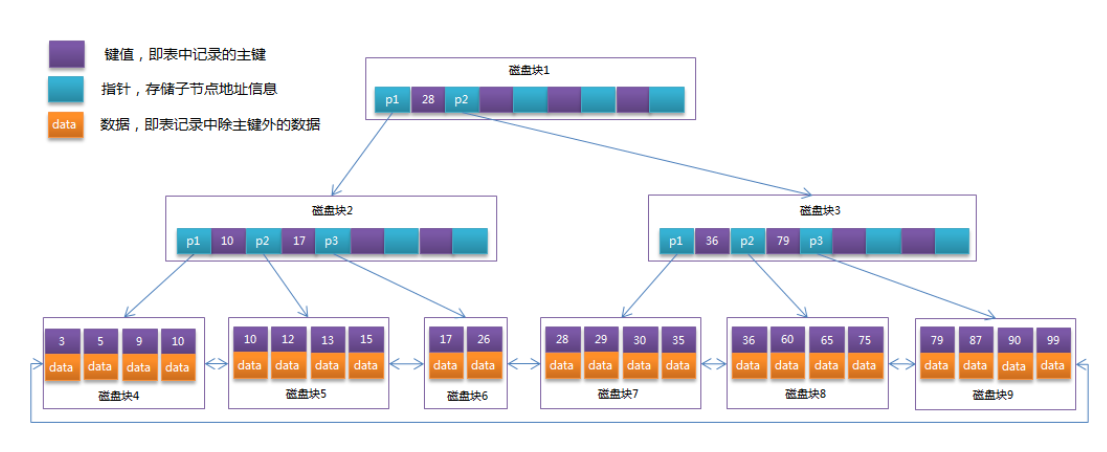 键值，即表中记录的主键
指针，存储子节点地址信息
data 数据，即表记录中除主键外的数据
磁盘块1
p1 28 p2
磁盘块2
p1 10 p2 17 p3
磁盘块3
p1 36 p2 79 p3
3 5 9 10
data data data data
磁盘块4
10 12 13 15
data data data data
磁盘块5
17 26
data data
磁盘块6
28 29 30 35
data data data data
磁盘块7
36 60 65 75
data data data data
磁盘块8
79 87 90 99
data data data data
磁盘块9